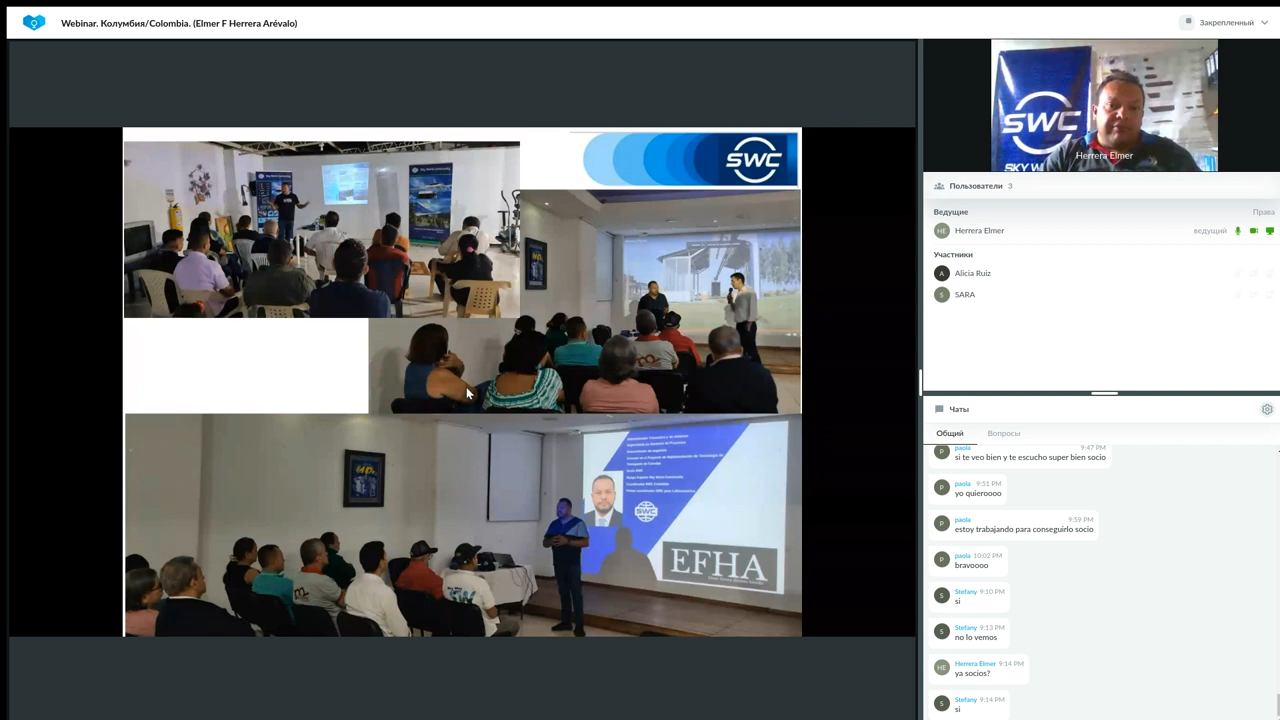 Webinar. Колумбия/Colombia. (Elmer F Herrera Arévalo)
Закрепленный
SWC
SWC
SKY W
Herrera Elmer
Пользователи 3
Ведущие
Права
HE
Herrera Elmer
ведущий
Участники
A
Alicia Ruiz
S
SARA
SWC
EFHA
Чаты
Общий
Вопросы
P
paola
9:47 PM
si te veo bien y te escucho super bien socio
P
paola 9:51 PM
yo quieroooo
P
paola 9:59 PM
estoy trabajando para conseguirlo socio
P
paola 10:02 PM
bravoooo
S
Stefany 9:10 PM
si
S
Stefany 9:13 PM
no lo vemos
HE
Herrera Elmer 9:14 PM
ya socios?
S
Stefany 9:14 PM
si